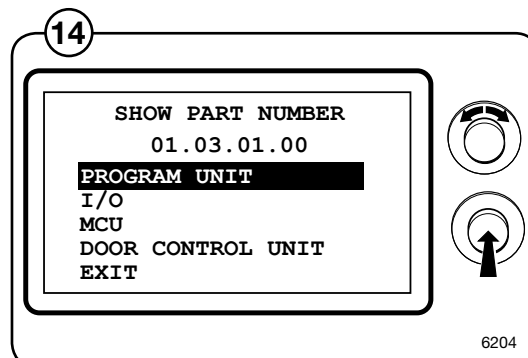 14
SHOW PART NUMBER
01.03.01.00
PROGRAM UNIT
I/O
MCU
DOOR CONTROL UNIT
EXIT
6204